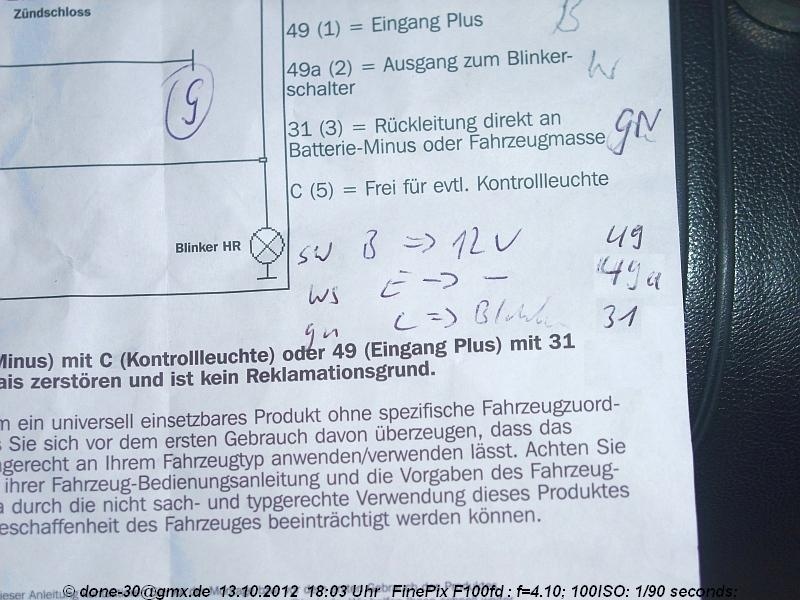 Zündschloss
49 (1) = Eingang Plus B
49a (2) = Ausgang zum Blinker- W
schalter
g
31 (3) = Rückleitung direkt an gN
Batterie-Minus oder Fahrzeugmasse
C (5) = Frei für evtl. Kontrollleuchte
Blinker HR
sw B => 12 V 49
ws E -> – 49a
gn L => 31
Minus) mit C (Kontrollleuchte) oder 49 (Eingang Plus) mit 31
ais zerstören und ist kein Reklamationsgrund.
m ein universell einsetzbares Produkt ohne spezifische Fahrzeugzuord-
s Sie sich vor dem ersten Gebrauch davon überzeugen, dass das
gerecht an Ihrem Fahrzeugtyp anwenden/verwenden lässt. Achten Sie
ihrer Fahrzeug-Bedienungsanleitung und die Vorgaben des Fahrzeug-
a durch die nicht sach- und typgerechte Verwendung dieses Produktes
eschaffenheit des Fahrzeuges beeinträchtigt werden können.
ieser Anleitung
© done-30@gmx.de 13.10.2012 18:03 Uhr FinePix F100fd : f=4.10: 100ISO: 1/90 seconds: